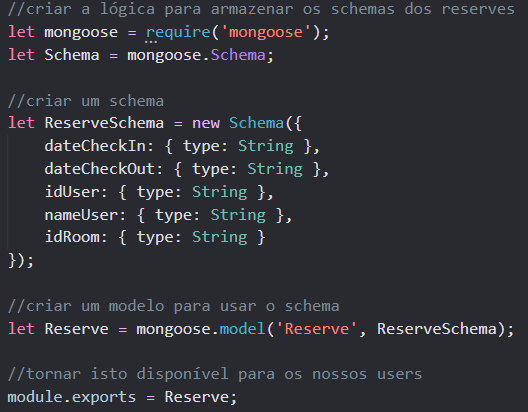 //criar a lógica para armazenar os schemas dos reserves
let mongoose = require('mongoose');
let Schema = mongoose.Schema;
//criar um schema
let ReserveSchema = new Schema({
    dateCheckIn: { type: String },
    dateCheckOut: { type: String },
    idUser: { type: String },
    nameUser: { type: String },
    idRoom: { type: String }
});
//criar um modelo para usar o schema
let Reserve = mongoose.model('Reserve', ReserveSchema);
//tornar isto disponível para os nossos users
module.exports = Reserve;